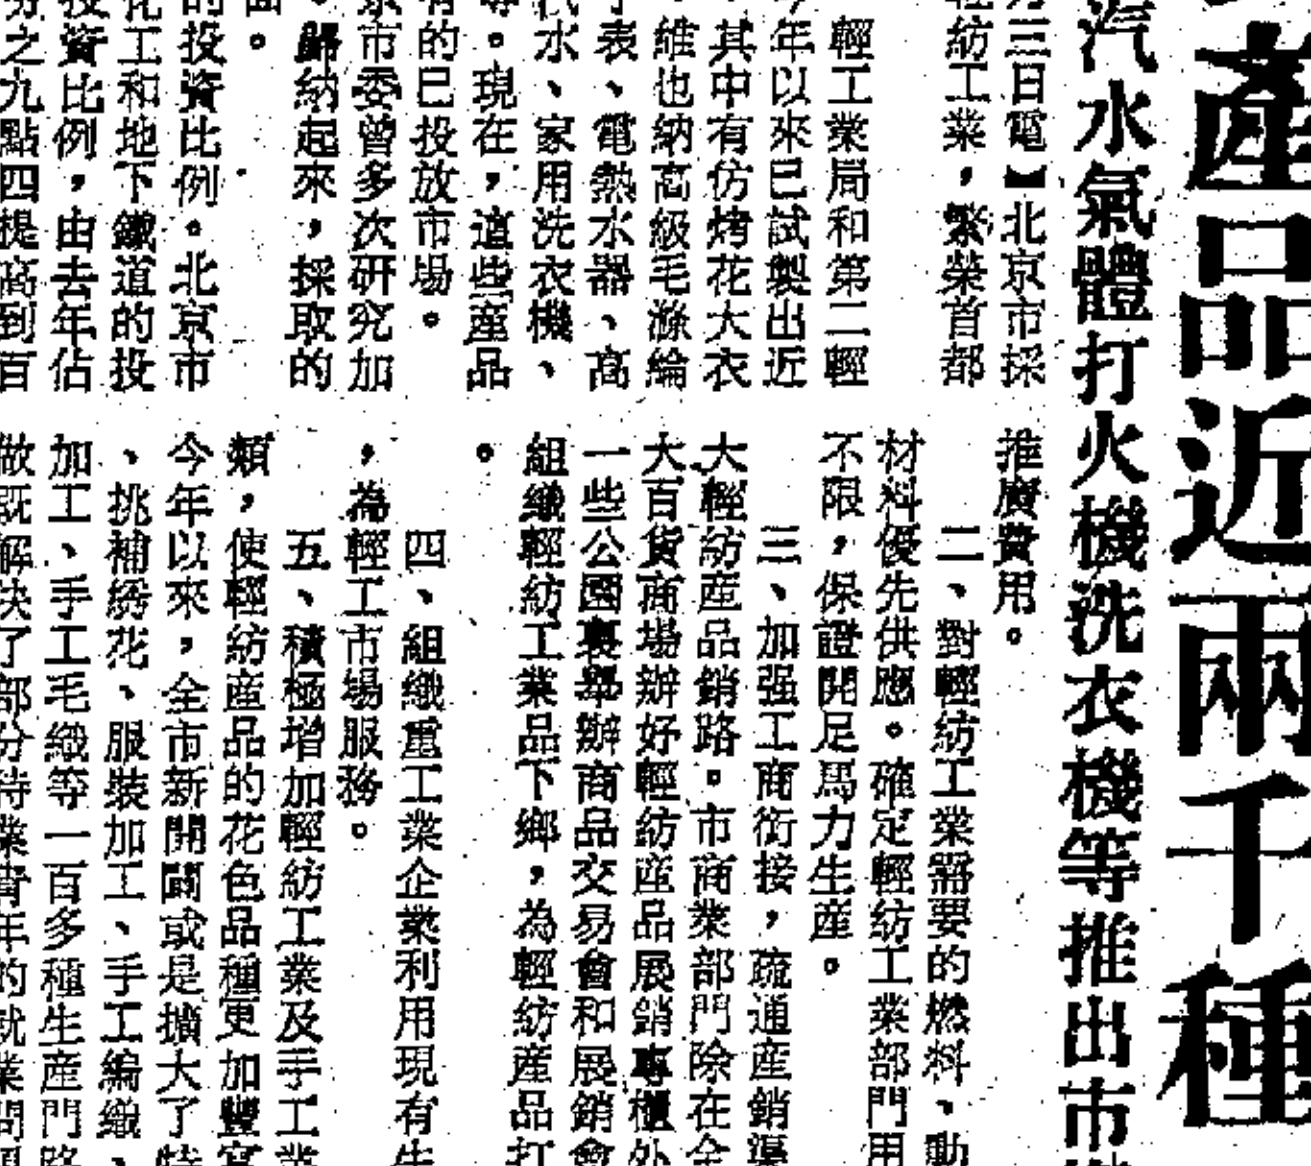 產品近兩千種
汽水氣體打火機洗衣機等推出市
三日電】北京市採
輕紡工業，繁榮首都
輕工業局和第二輕
年以來已試製出近
其中有仿烤花大衣
維也納高級毛滌綸
表、電熱水器、高
水、家用洗衣機、
。現在，這些產品
有的已投放市場。
京市委曾多次研究加
。歸納起來，採取的
面。
的投資比例。北京市
化工和地下鐵道的投
投資比例，由去年佔
分之九點四提高到百
推廣費用。
二、對輕紡工業需要的燃料、動
材料優先供應。確定輕紡工業部門用
不限，保證開足馬力生產。
三、加强工商銜接，疏通產銷渠
大輕紡産品銷路。市商業部門除在全
大百貨商場辦好輕紡産品展銷專櫃外
一些公園裏舉辦商品交易會和展銷會
組織輕紡工業品下鄉，為輕紡産品打
。
四、組織重工業企業利用現有生
，為輕工市場服務。
五、積極增加輕紡工業及手工業
類，使輕紡産品的花色品種更加豐富
今年以來，全市新開闢或是擴大了特
、挑補綉花、服裝加工、手工編織、
加工、手工毛織等一百多種生産門路
做既解決了部分待業青年的就業問題